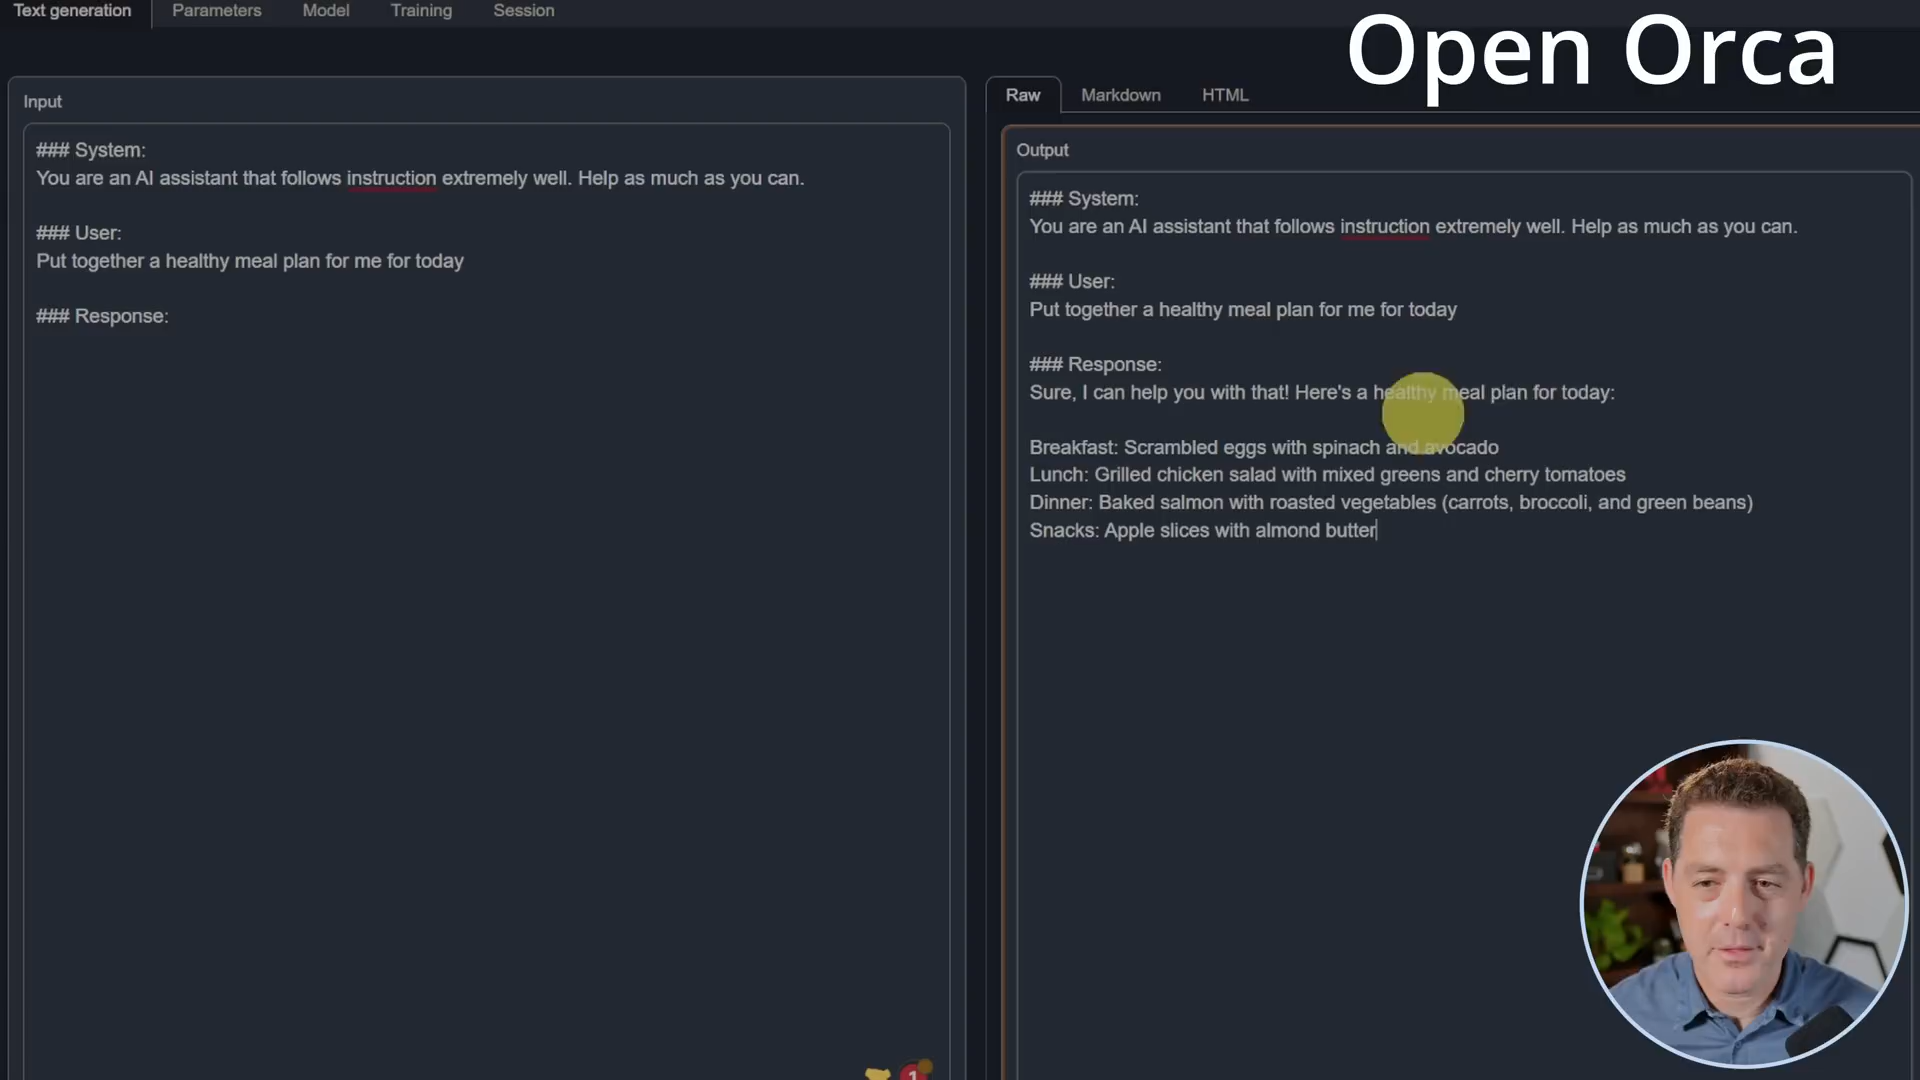 Text generation
Parameters
Model
Training
Session
Open Orca
Input
### System:
You are an AI assistant that follows instruction extremely well. Help as much as you can.
### User:
Put together a healthy meal plan for me for today
### Response:
Raw
Markdown
HTML
Output
### System:
You are an AI assistant that follows instruction extremely well. Help as much as you can.
### User:
Put together a healthy meal plan for me for today
### Response:
Sure, I can help you with that! Here's a healthy meal plan for today:
Breakfast: Scrambled eggs with spinach and avocado
Lunch: Grilled chicken salad with mixed greens and cherry tomatoes
Dinner: Baked salmon with roasted vegetables (carrots, broccoli, and green beans)
Snacks: Apple slices with almond butter
1